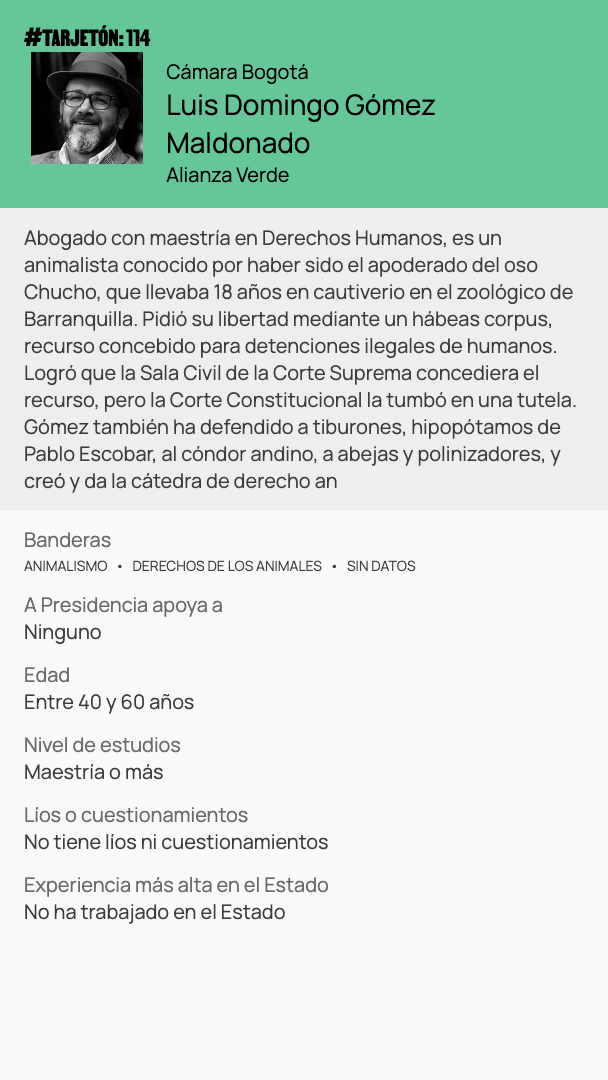 #TARJETÓN: 114
Cámara Bogotá
Luis Domingo Gómez
Maldonado
Alianza Verde
Abogado con maestría en Derechos Humanos, es un
animalista conocido por haber sido el apoderado del oso
Chucho, que llevaba 18 años en cautiverio en el zoológico de
Barranquilla. Pidió su libertad mediante un hábeas corpus,
recurso concebido para detenciones ilegales de humanos.
Logró que la Sala Civil de la Corte Suprema concediera el
recurso, pero la Corte Constitucional la tumbó en una tutela.
Gómez también ha defendido a tiburones, hipopótamos de
Pablo Escobar, al cóndor andino, a abejas y polinizadores, y
creó y da la cátedra de derecho an
Banderas
ANIMALISMO • DERECHOS DE LOS ANIMALES • SIN DATOS
A Presidencia apoya a
Ninguno
Edad
Entre 40 y 60 años
Nivel de estudios
Maestría o más
Líos o cuestionamientos
No tiene líos ni cuestionamientos
Experiencia más alta en el Estado
No ha trabajado en el Estado